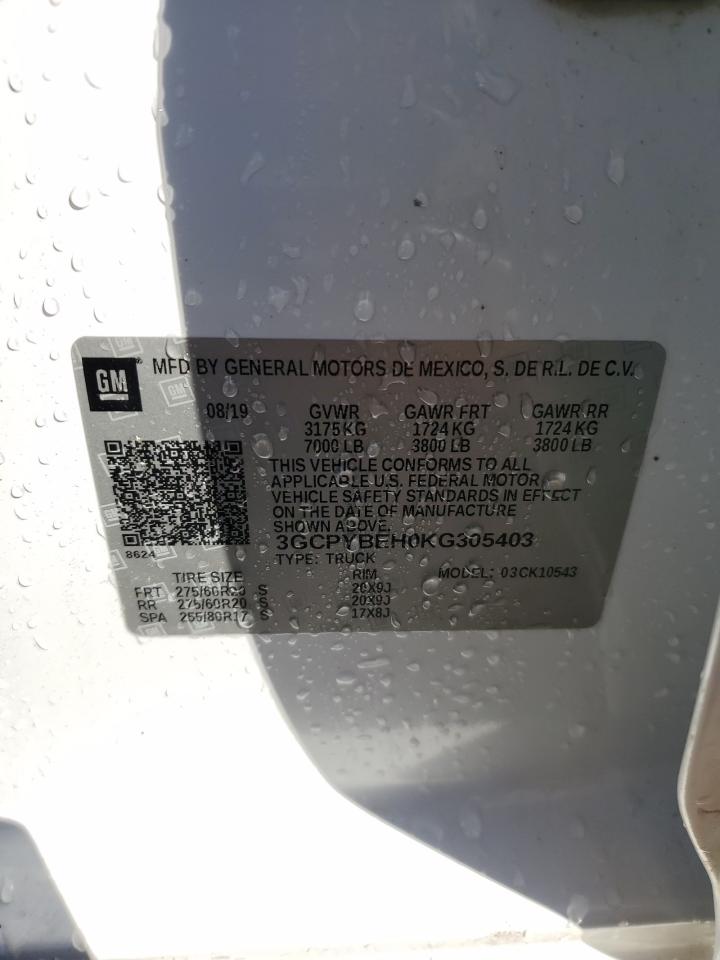 GM ® MFD BY GENERAL MOTORS DE MEXICO, S. DE R.L. DE C.V.
08/19 GVWR GAWR FRT GAWR RR
3175 KG 1724 KG 1724 KG
7000 LB 3800 LB 3800 LB
THIS VEHICLE CONFORMS TO ALL
APPLICABLE U.S. FEDERAL MOTOR
VEHICLE SAFETY STANDARDS IN EFFECT
ON THE DATE OF MANUFACTURE
SHOWN ABOVE.
3GCPYBEH0KG305403
8624 TYPE: TRUCK MODEL: 03CK10543
TIRE SIZE RIM
FRT 275/60R20 S 20X9J
RR 275/60R20 S 20X9J
SPA 255/80R17 S 17X8J